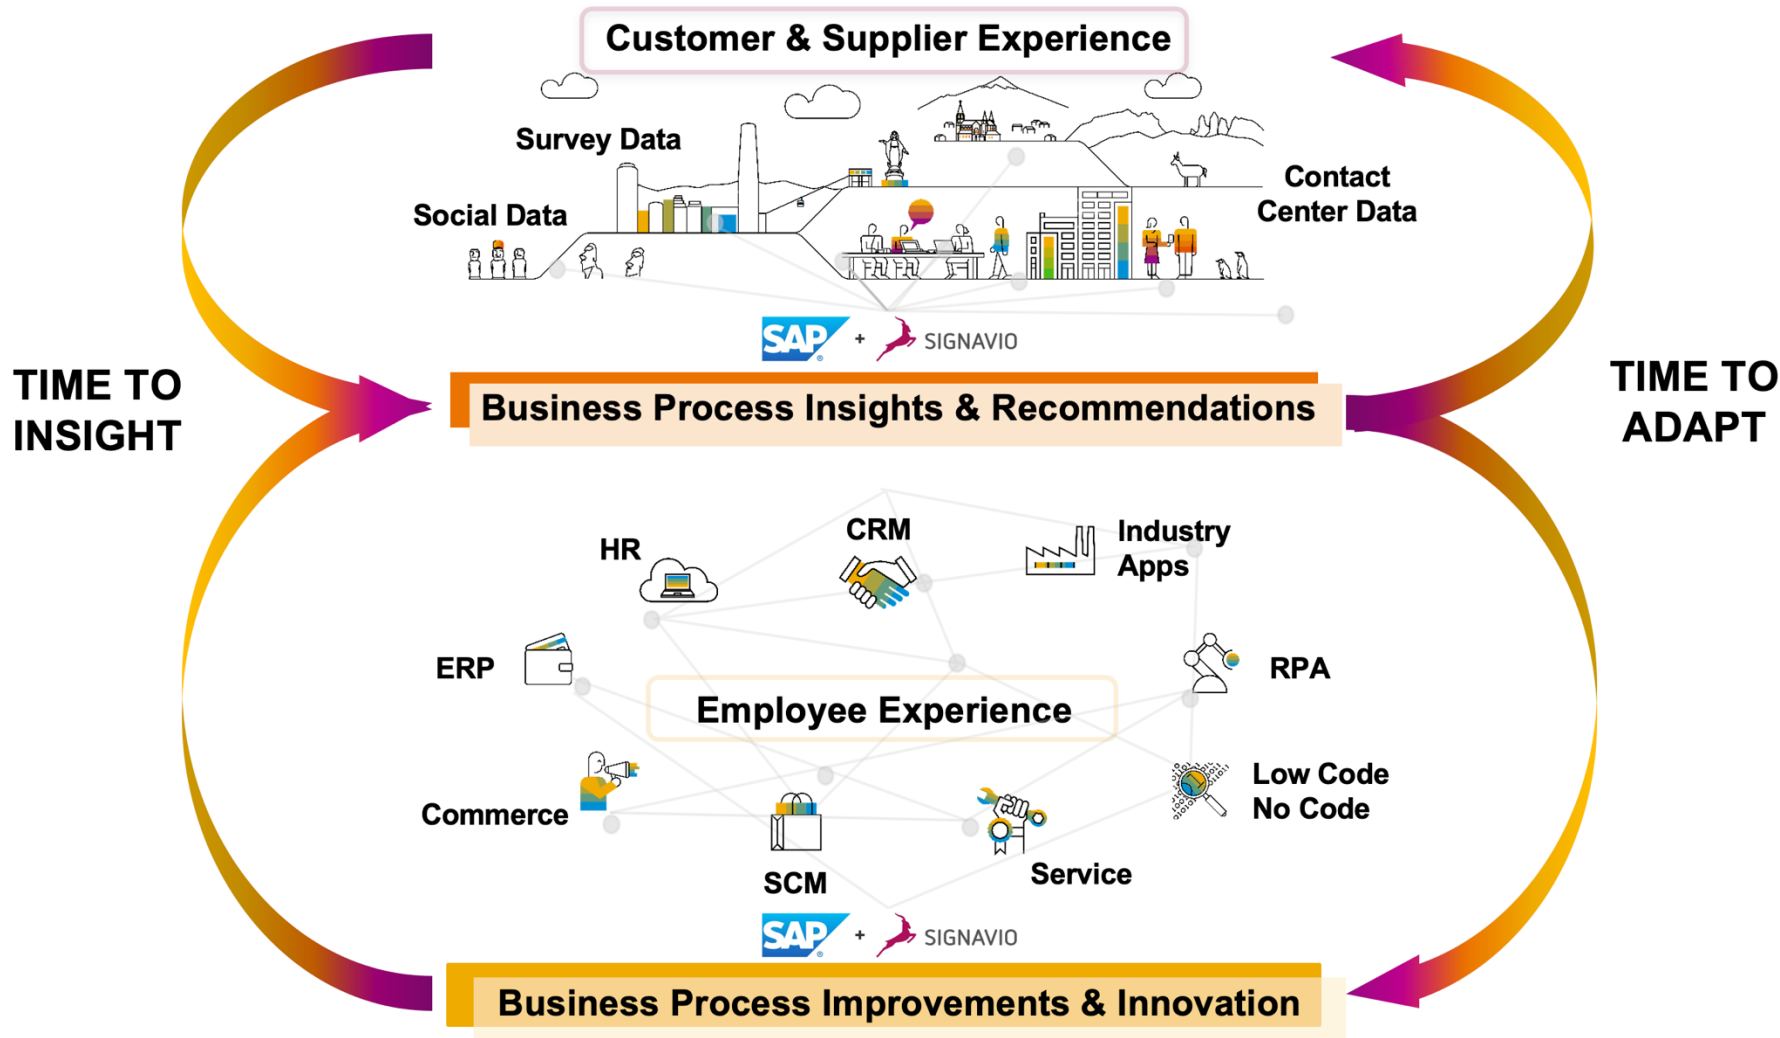 Customer & Supplier Experience
Survey Data
Social Data
Contact
Center Data
SAP ® + SIGNAVIO
TIME TO
INSIGHT
Business Process Insights & Recommendations
TIME TO
ADAPT
HR
CRM
Industry
Apps
ERP
RPA
Employee Experience
Commerce
Low Code
No Code
SCM
Service
SAP ® + SIGNAVIO
Business Process Improvements & Innovation